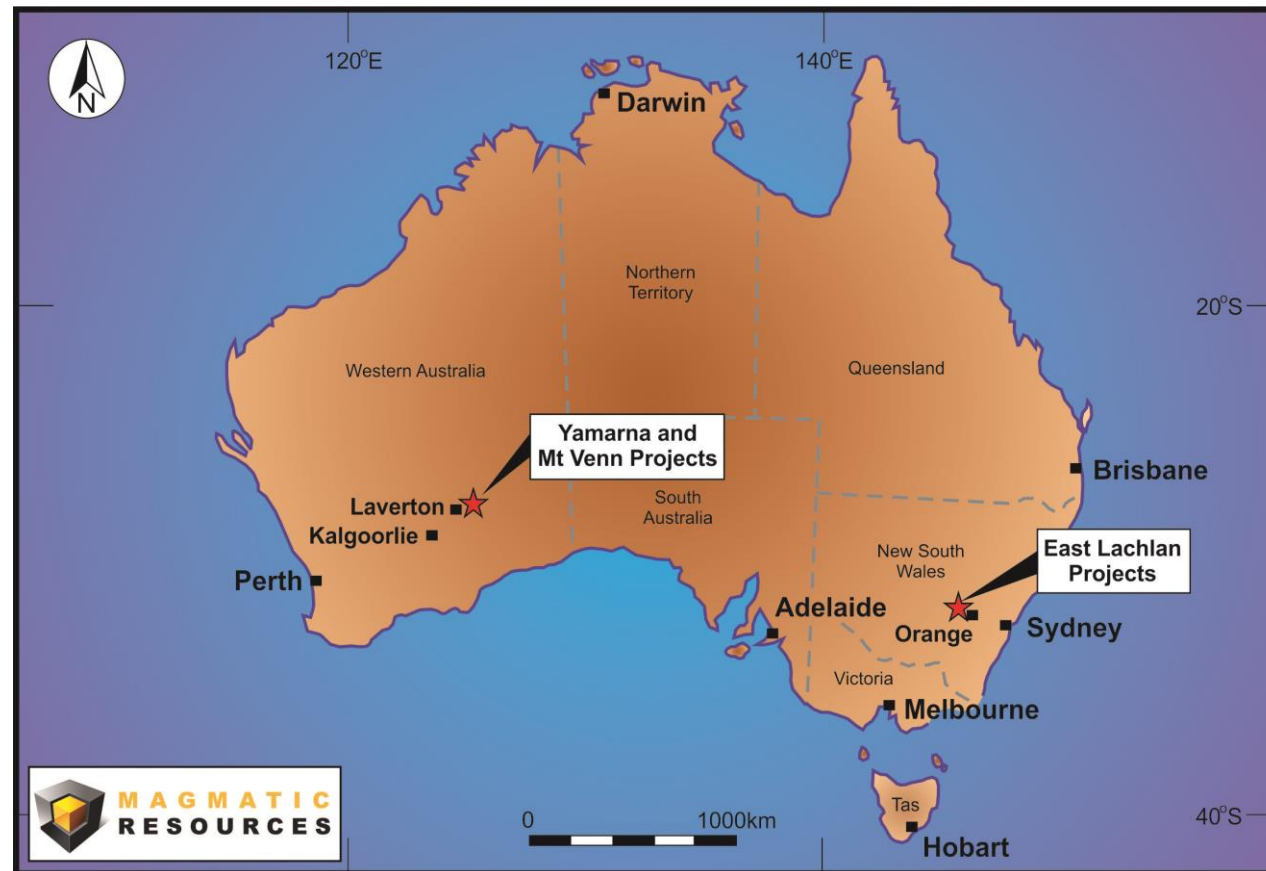 120°E
140°E
N
Darwin
Northern
Territory
20°S
Western Australia
Queensland
Yamarna and
Mt Venn Projects
Brisbane
Laverton
South
Australia
Kalgoorlie
New South
Wales
East Lachlan
Projects
Perth
Adelaide
Orange
Sydney
Victoria
Melbourne
MAGMATIC
RESOURCES
0
1000km
Tas
40°S
Hobart